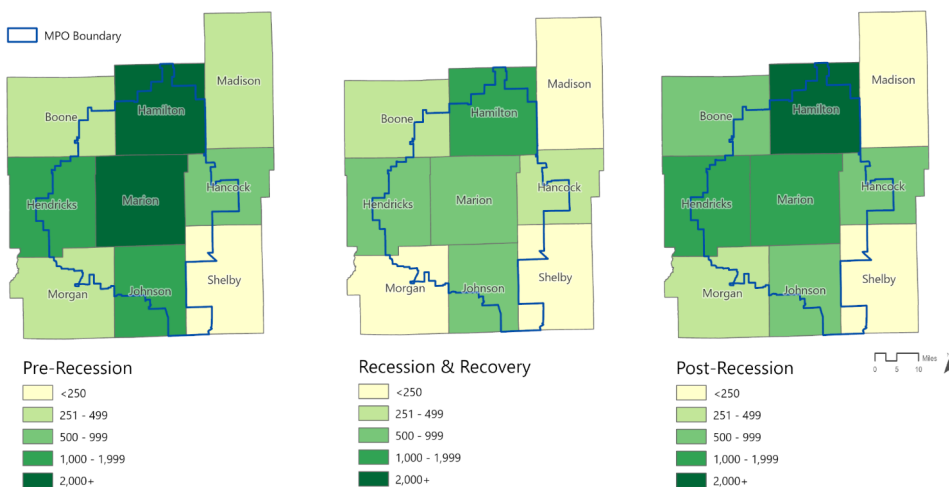 MPO Boundary
Madison
Boone
Hamilton
Hendricks
Marion
Hancock
Morgan
Johnson
Shelby
Pre-Recession
<250
251 - 499
500 - 999
1,000 - 1,999
2,000+
Madison
Boone
Hamilton
Hendricks
Marion
Hancock
Morgan
Johnson
Shelby
Recession & Recovery
<250
251 - 499
500 - 999
1,000 - 1,999
2,000+
Madison
Boone
Hamilton
Hendricks
Marion
Hancock
Morgan
Johnson
Shelby
Post-Recession
<250
251 - 499
500 - 999
1,000 - 1,999
2,000+
Miles
0 5 10